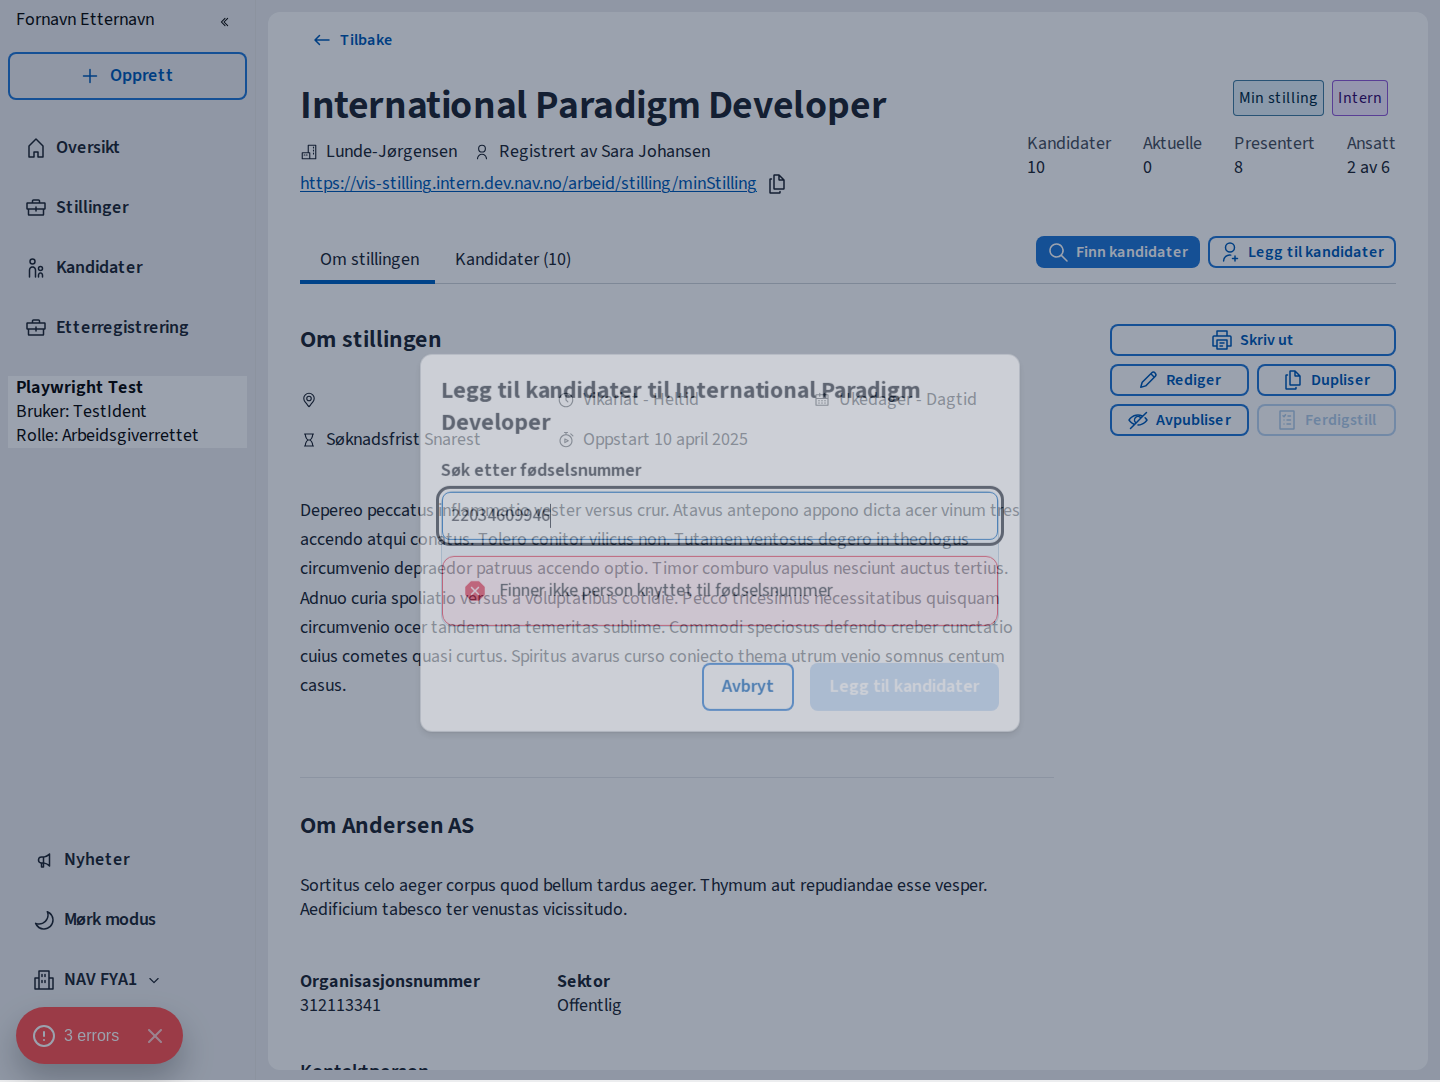 Fornavn Etternavn
Opprett
Oversikt
Stillinger
Kandidater
Etterregistrering
Playwright Test
Bruker: TestIdent
Rolle: Arbeidsgiverrettet
Nyheter
Mørk modus
NAV FYA1
3 errors
Tilbake
International Paradigm Developer
Min stilling
Intern
Lunde-Jørgensen
Registrert av Sara Johansen
https://vis-stilling.intern.dev.nav.no/arbeid/stilling/minStilling
Kandidater
10
Aktuelle
0
Presentert
8
Ansatt
2 av 6
Om stillingen
Kandidater (10)
Finn kandidater
Legg til kandidater
Om stillingen
Skriv ut
Rediger
Dupliser
Avpubliser
Ferdigstill
Vikariat - Heltid
Ukedager - Dagtid
Søknadsfrist Snarest
Oppstart 10 april 2025
Depereo peccatus inflammatio vester versus crur. Atavus antepono appono dicta acer vinum tres
accendo atqui conatus. Tolero conitor vilicus non. Tutamen ventosus degero in theologus
circumvenio depraedor patruus accendo optio. Timor comburo vapulus nesciunt auctus tertius.
Adnuo curia spoliatio versus a voluptatibus cotidie. Pecco tricesimus necessitatibus quisquam
circumvenio ocer tandem una temeritas sublime. Commodi speciosus defendo creber cunctatio
cuius cometes quasi curtus. Spiritus avarus curso coniecto thema utrum venio somnus centum
casus.
Legg til kandidater til International Paradigm
Developer
Søk etter fødselsnummer
22034609946
Finner ikke person knyttet til fødselsnummer
Avbryt
Legg til kandidater
Om Andersen AS
Sortitus celo aeger corpus quod bellum tardus aeger. Thymum aut repudiandae esse vesper.
Aedificium tabesco ter venustas vicissitudo.
Organisasjonsnummer
312113341
Sektor
Offentlig
Kontaktperson